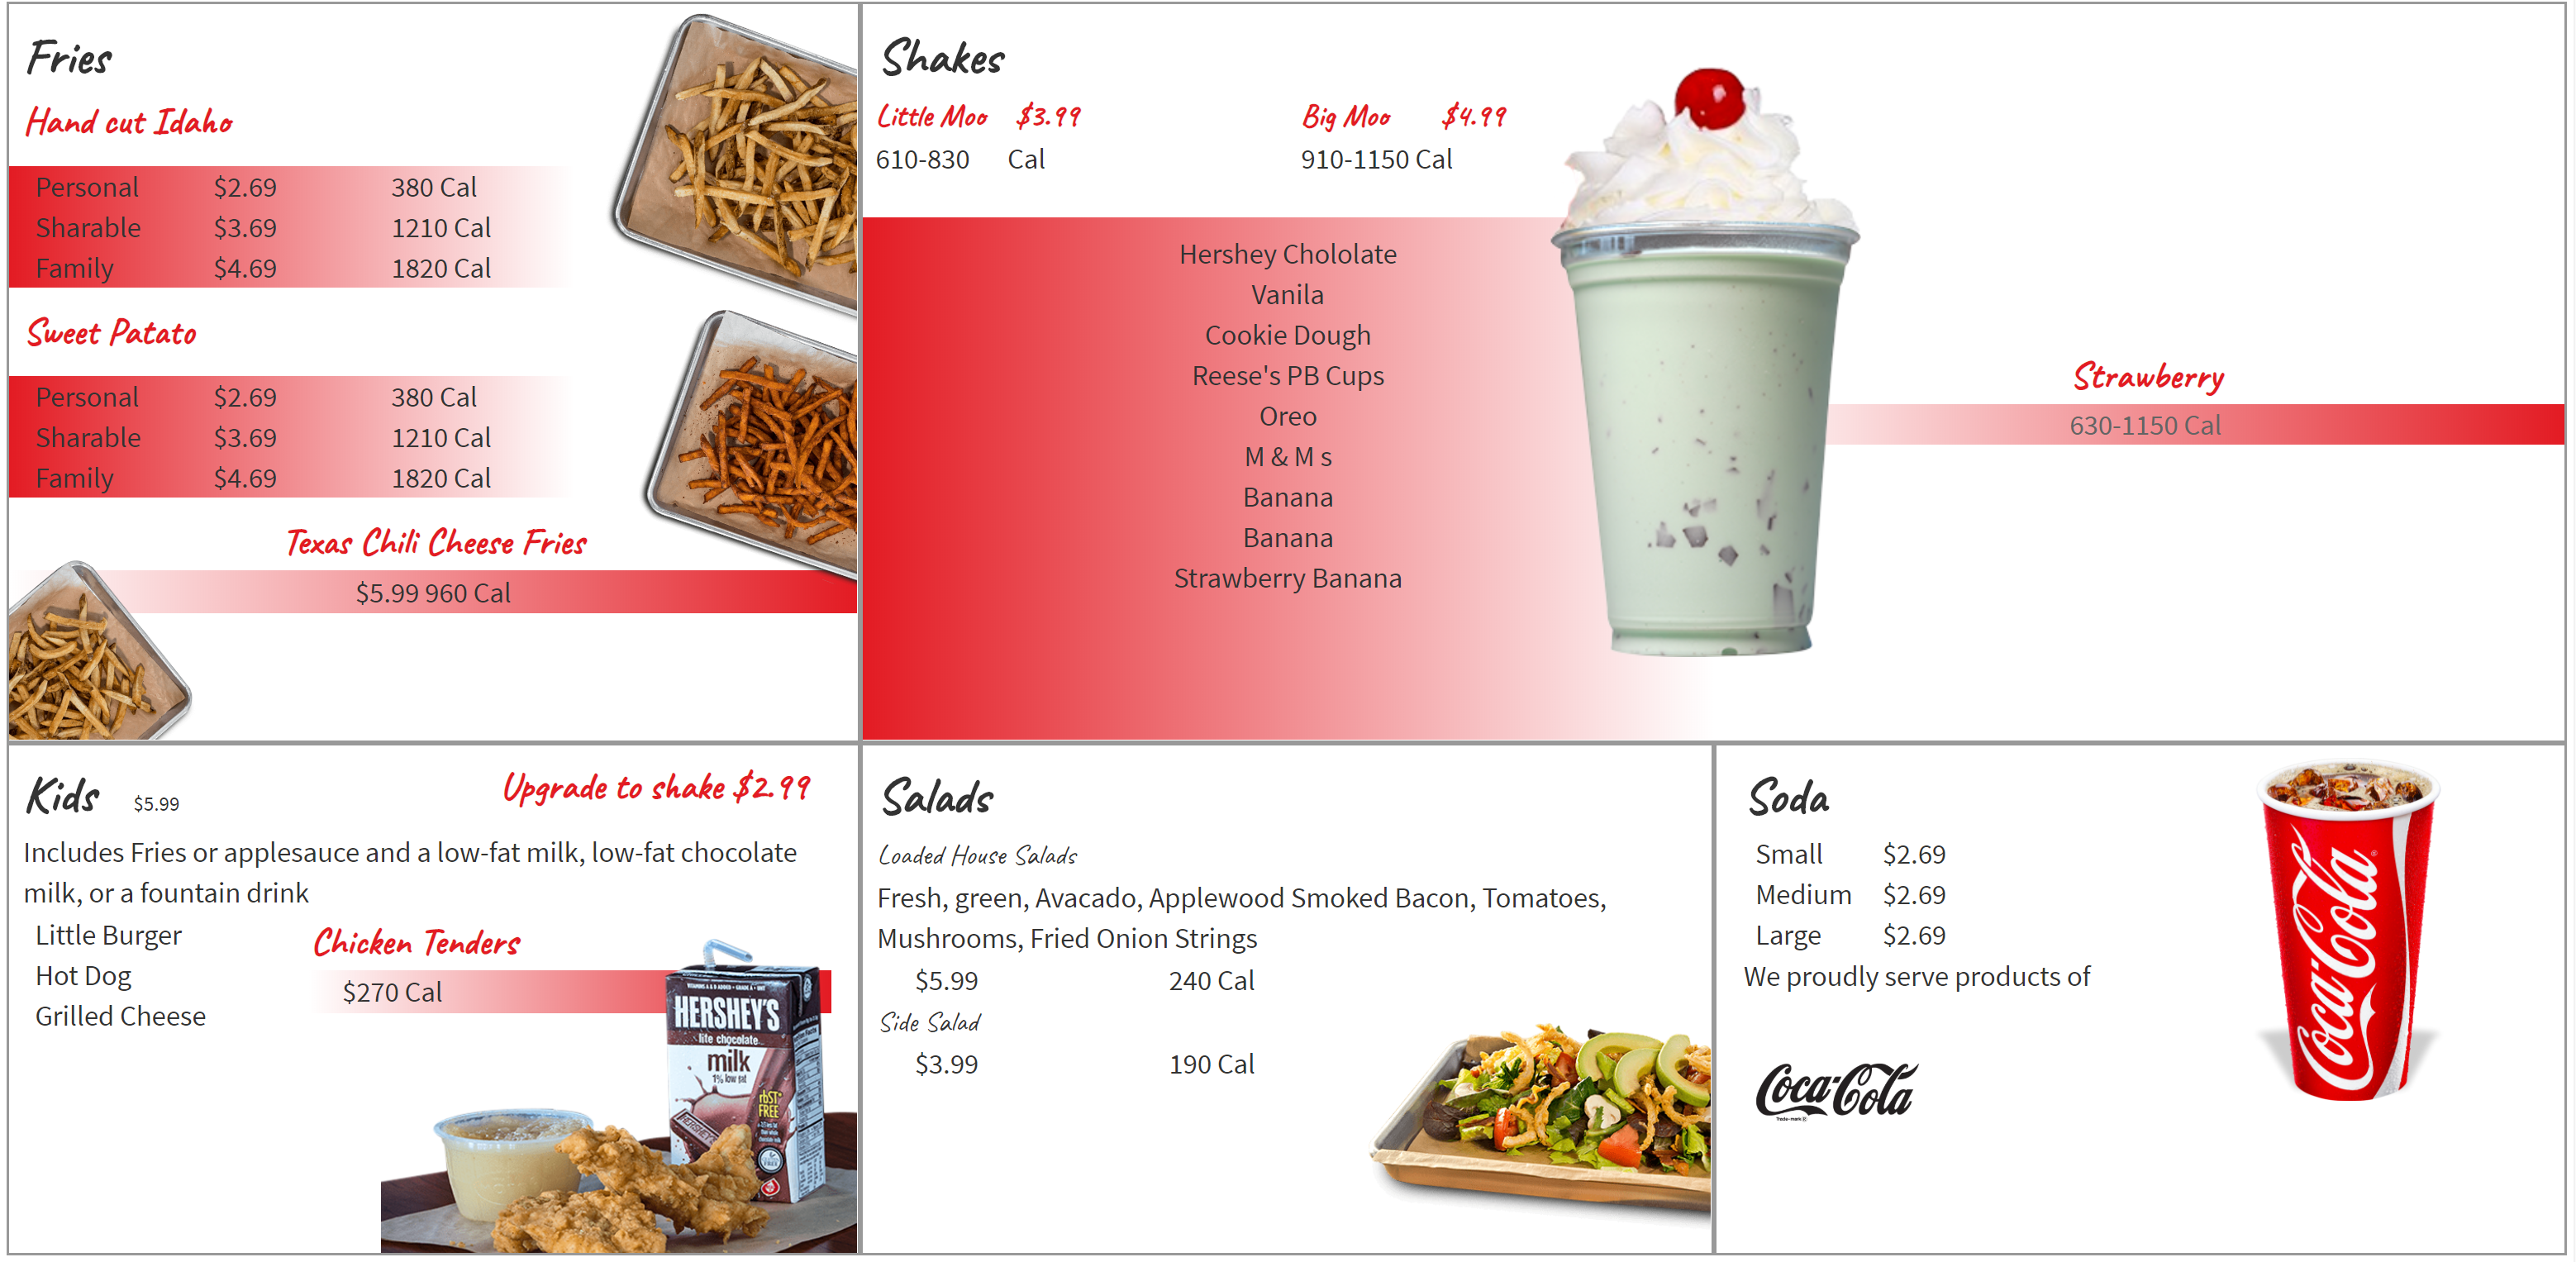 Fries
Hand cut Idaho
Personal $2.69 380 Cal
Sharable $3.69 1210 Cal
Family $4.69 1820 Cal
Sweet Patato
Personal $2.69 380 Cal
Sharable $3.69 1210 Cal
Family $4.69 1820 Cal
Texas Chili Cheese Fries
$5.99 960 Cal
Shakes
Little Moo $3.99 Big Moo $4.99
610-830 Cal 910-1150 Cal
Hershey Chololate
Vanila
Cookie Dough
Reese's PB Cups
Oreo
M & M s
Banana
Banana
Strawberry Banana
Strawberry
630-1150 Cal
Kids $5.99
Upgrade to shake $2.99
Includes Fries or applesauce and a low-fat milk, low-fat chocolate
milk, or a fountain drink
Little Burger
Hot Dog
Grilled Cheese
Chicken Tenders
$270 Cal
HERSHEY'S
milk
1% low fat
rbST
FREE
Salads
Loaded House Salads
Fresh, green, Avacado, Applewood Smoked Bacon, Tomatoes,
Mushrooms, Fried Onion Strings
$5.99 240 Cal
Side Salad
$3.99 190 Cal
Soda
Small $2.69
Medium $2.69
Large $2.69
We proudly serve products of
Coca-Cola
Coca-Cola